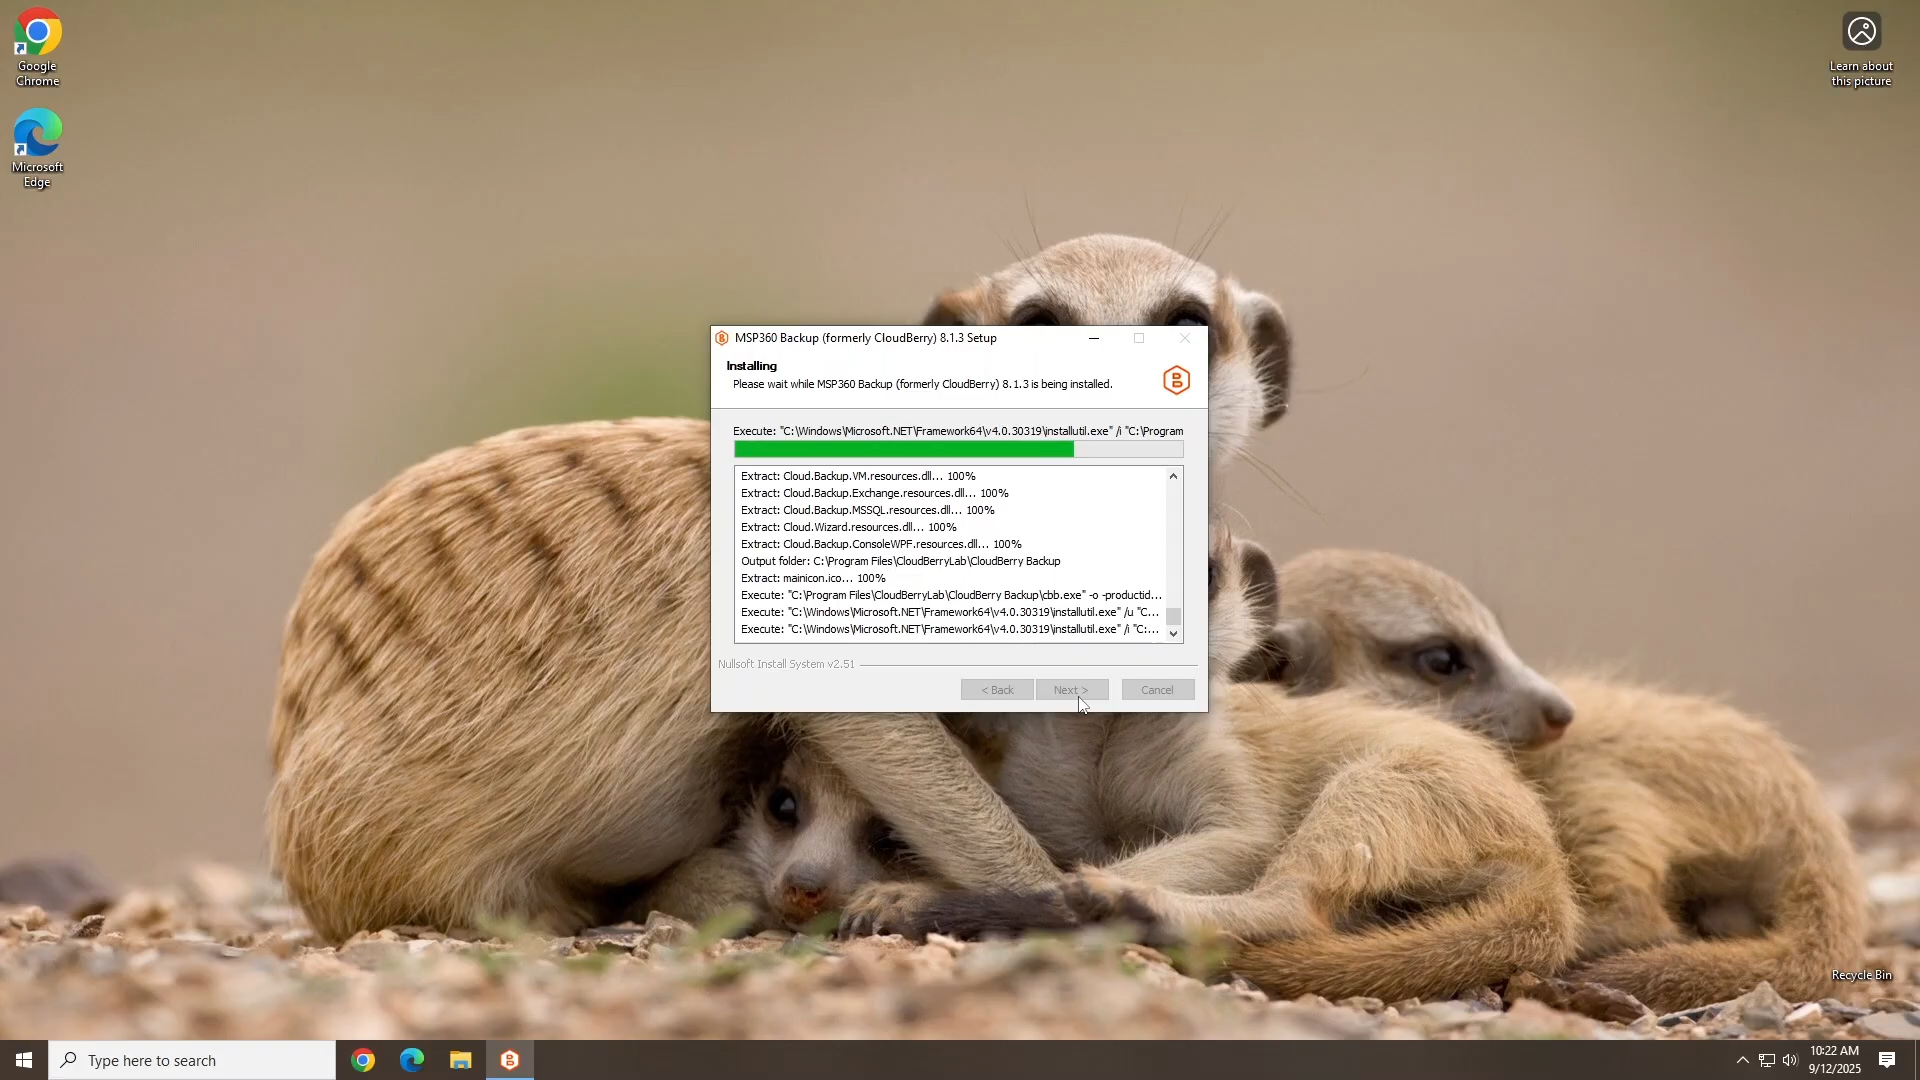 Google
Chrome
Microsoft
Edge
Learn about
this picture
MSP360 Backup (formerly CloudBerry) 8.1.3 Setup
Installing
Please wait while MSP360 Backup (formerly CloudBerry) 8.1.3 is being installed.
Execute: "C:\Windows\Microsoft.NET\Framework64\v4.0.30319\installutil.exe" /i "C:\Program
Extract: Cloud.Backup.VM.resources.dll... 100%
Extract: Cloud.Backup.Exchange.resources.dll... 100%
Extract: Cloud.Backup.MSSQL.resources.dll... 100%
Extract: Cloud.Wizard.resources.dll... 100%
Extract: Cloud.Backup.ConsoleWPF.resources.dll... 100%
Output folder: C:\Program Files\CloudBerryLab\CloudBerry Backup
Extract: mainicon.ico... 100%
Execute: "C:\Program Files\CloudBerryLab\CloudBerry Backup\cbb.exe" -o -productid...
Execute: "C:\Windows\Microsoft.NET\Framework64\v4.0.30319\installutil.exe" /u "C...
Execute: "C:\Windows\Microsoft.NET\Framework64\v4.0.30319\installutil.exe" /i "C:...
Nullsoft Install System v2.51
< Back
Next >
Cancel
Recycle Bin
Type here to search
10:22 AM
9/12/2025